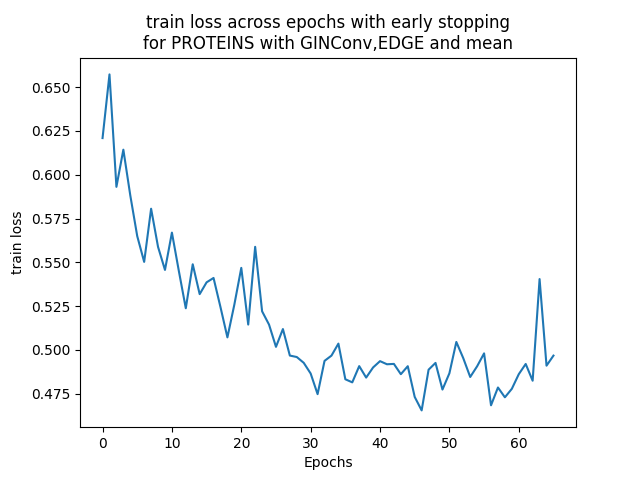 train loss across epochs with early stopping
for PROTEINS with GINConv,EDGE and mean
0.650
0.625
0.600
0.575
0.550
0.525
0.500
0.475
train loss
0 10 20 30 40 50 60
Epochs